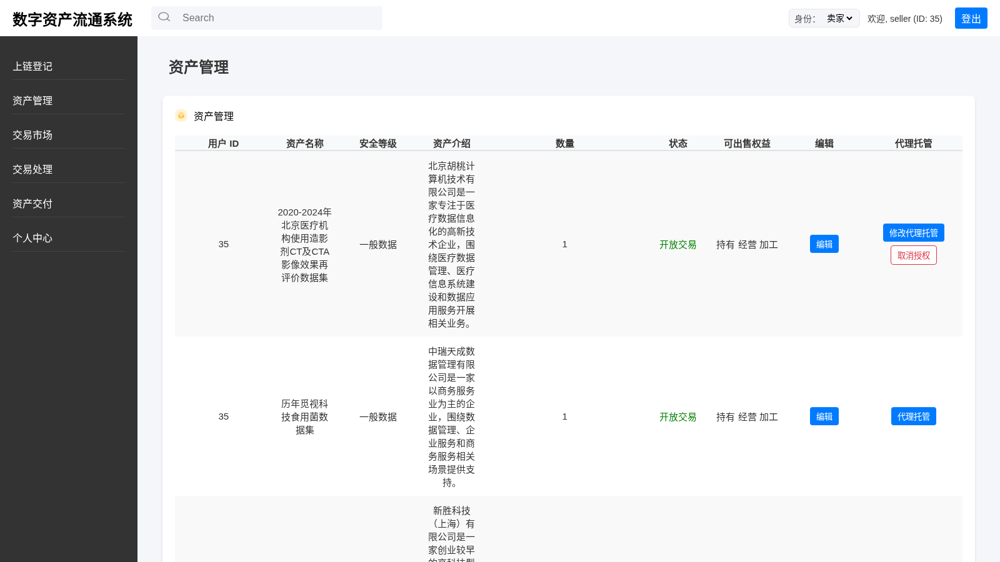 数字资产流通系统
Search
身份： 卖家
欢迎, seller (ID: 35)
登出
上链登记
资产管理
交易市场
交易处理
资产交付
个人中心
资产管理
资产管理
用户 ID 资产名称 安全等级 资产介绍 数量 状态 可出售权益 编辑 代理托管
35
2020-2024年
北京医疗机
构使用造影
剂CT及CTA
影像效果再
评价数据集
一般数据
北京胡桃计
算机技术有
限公司是一
家专注于医
疗数据信息
化的高新技
术企业，围
绕医疗数据
管理、医疗
信息系统建
设和数据应
用服务开展
相关业务。
1
开放交易
持有 经营 加工
编辑
修改代理托管
取消授权
35
历年觅视科
技食用菌数
据集
一般数据
中瑞天成数
据管理有限
公司是一家
以商务服务
业为主的企
业，围绕数
据管理、企
业服务和商
务服务相关
场景提供支
持。
1
开放交易
持有 经营 加工
编辑
代理托管
新胜科技
（上海）有
限公司是一
家创业较早
的高科技型